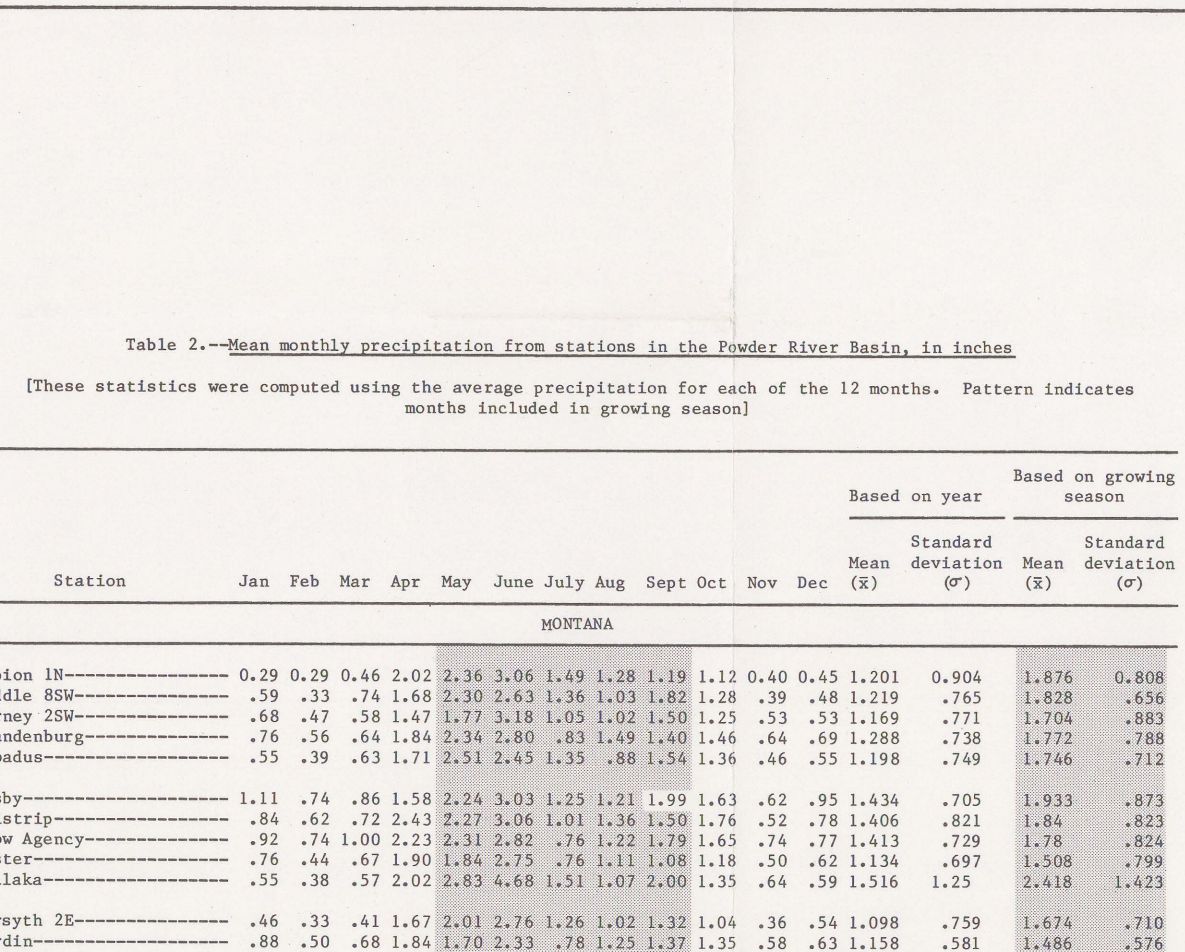 Table 2.--Mean monthly precipitation from stations in the Powder River Basin, in inches
[These statistics were computed using the average precipitation for each of the 12 months. Pattern indicates
months included in growing season]
Based on growing
Based on year season
Standard Standard
Mean deviation Mean deviation
Station Jan Feb Mar Apr May June July Aug Sept Oct Nov Dec (x̄) (σ) (x̄) (σ)
MONTANA
bion 1N---------------- 0.29 0.29 0.46 2.02 2.36 3.06 1.49 1.28 1.19 1.12 0.40 0.45 1.201 0.904 1.876 0.808
ddle 8SW--------------- .59 .33 .74 1.68 2.30 2.63 1.36 1.03 1.82 1.28 .39 .48 1.219 .765 1.828 .656
rney 2SW--------------- .68 .47 .58 1.47 1.77 3.18 1.05 1.02 1.50 1.25 .53 .53 1.169 .771 1.704 .883
andenburg-------------- .76 .56 .64 1.84 2.34 2.80 .83 1.49 1.40 1.46 .64 .69 1.288 .738 1.772 .788
oadus------------------ .55 .39 .63 1.71 2.51 2.45 1.35 .88 1.54 1.36 .46 .55 1.198 .749 1.746 .712
sby-------------------- 1.11 .74 .86 1.58 2.24 3.03 1.25 1.21 1.99 1.63 .62 .95 1.434 .705 1.933 .873
lstrip----------------- .84 .62 .72 2.43 2.27 3.06 1.01 1.36 1.50 1.76 .52 .78 1.406 .821 1.84 .823
ow Agency-------------- .92 .74 1.00 2.23 2.31 2.82 .76 1.22 1.79 1.65 .74 .77 1.413 .729 1.78 .824
ster------------------- .76 .44 .67 1.90 1.84 2.75 .76 1.11 1.08 1.18 .50 .62 1.134 .697 1.508 .799
alaka------------------ .55 .38 .57 2.02 2.83 4.68 1.51 1.07 2.00 1.35 .64 .59 1.516 1.25 2.418 1.423
rsyth 2E--------------- .46 .33 .41 1.67 2.01 2.76 1.26 1.02 1.32 1.04 .36 .54 1.098 .759 1.674 .710
rdin------------------- .88 .50 .68 1.84 1.70 2.33 .78 1.25 1.37 1.35 .58 .63 1.158 .581 1.486 .576